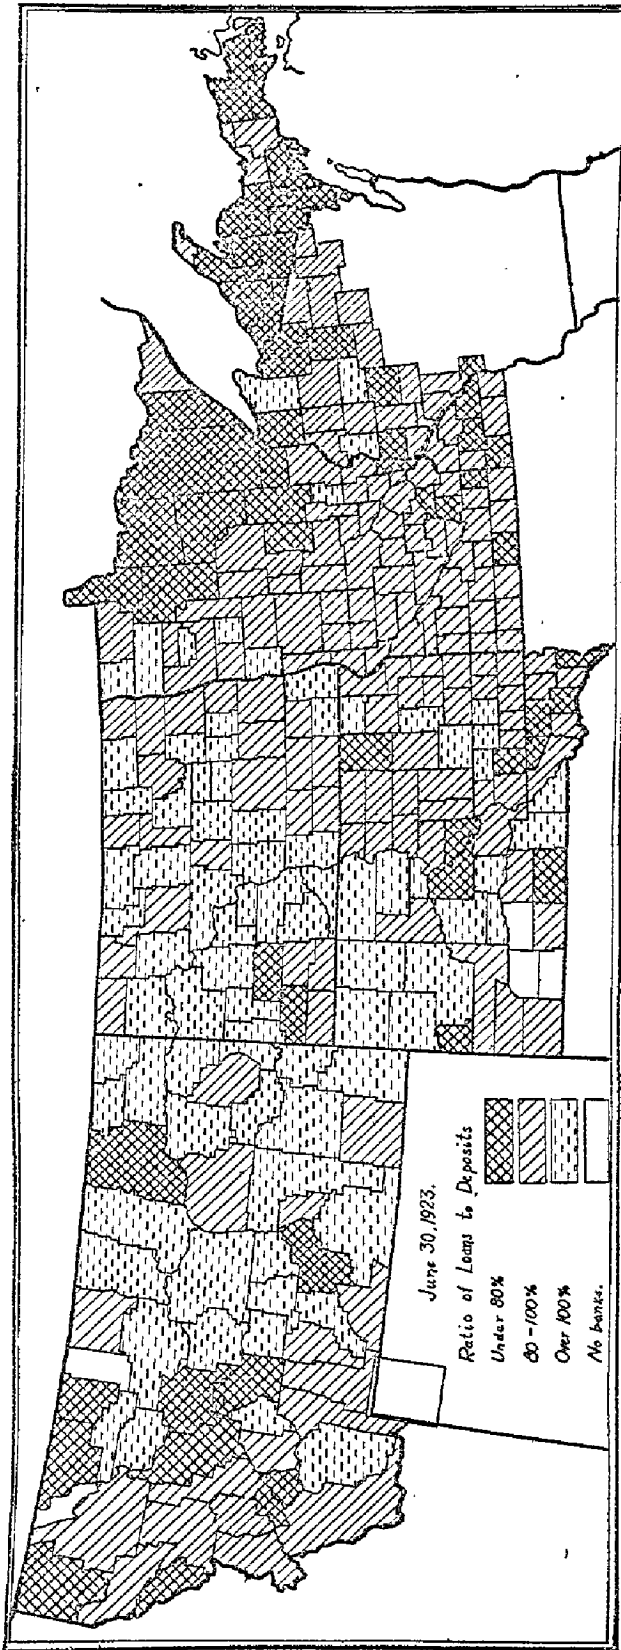 June 30, 1923.
Ratio of Loans to Deposits
Under 80%
80 - 100%
Over 100%
No banks.